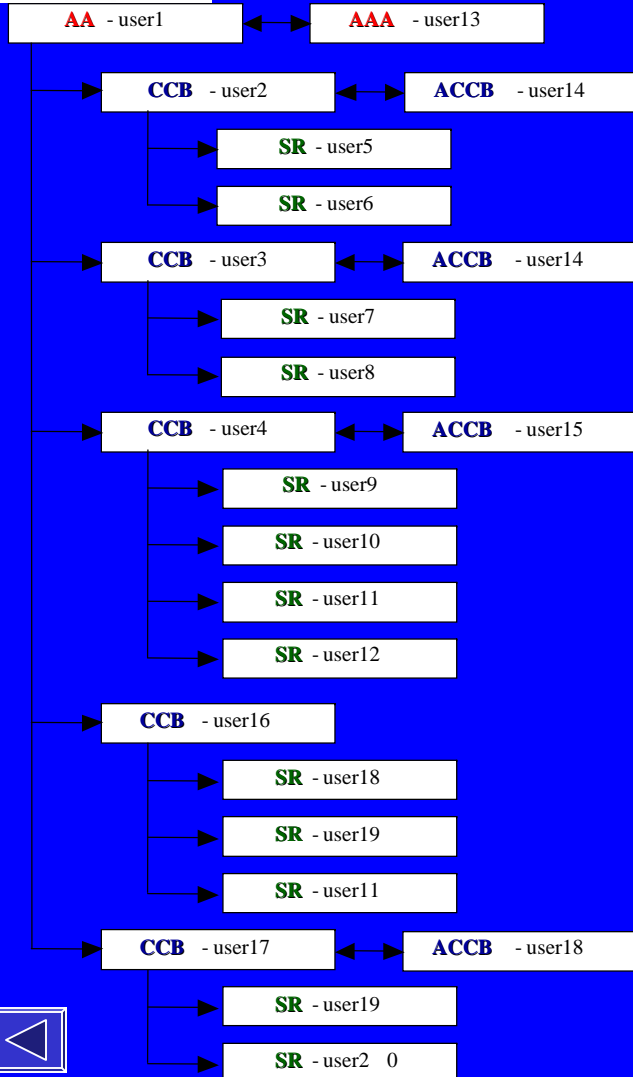 AA - user1 AAA - user13
CCB - user2 ACCB - user14
SR - user5
SR - user6
CCB - user3 ACCB - user14
SR - user7
SR - user8
CCB - user4 ACCB - user15
SR - user9
SR - user10
SR - user11
SR - user12
CCB - user16
SR - user18
SR - user19
SR - user11
CCB - user17 ACCB - user18
SR - user19
SR - user2 0